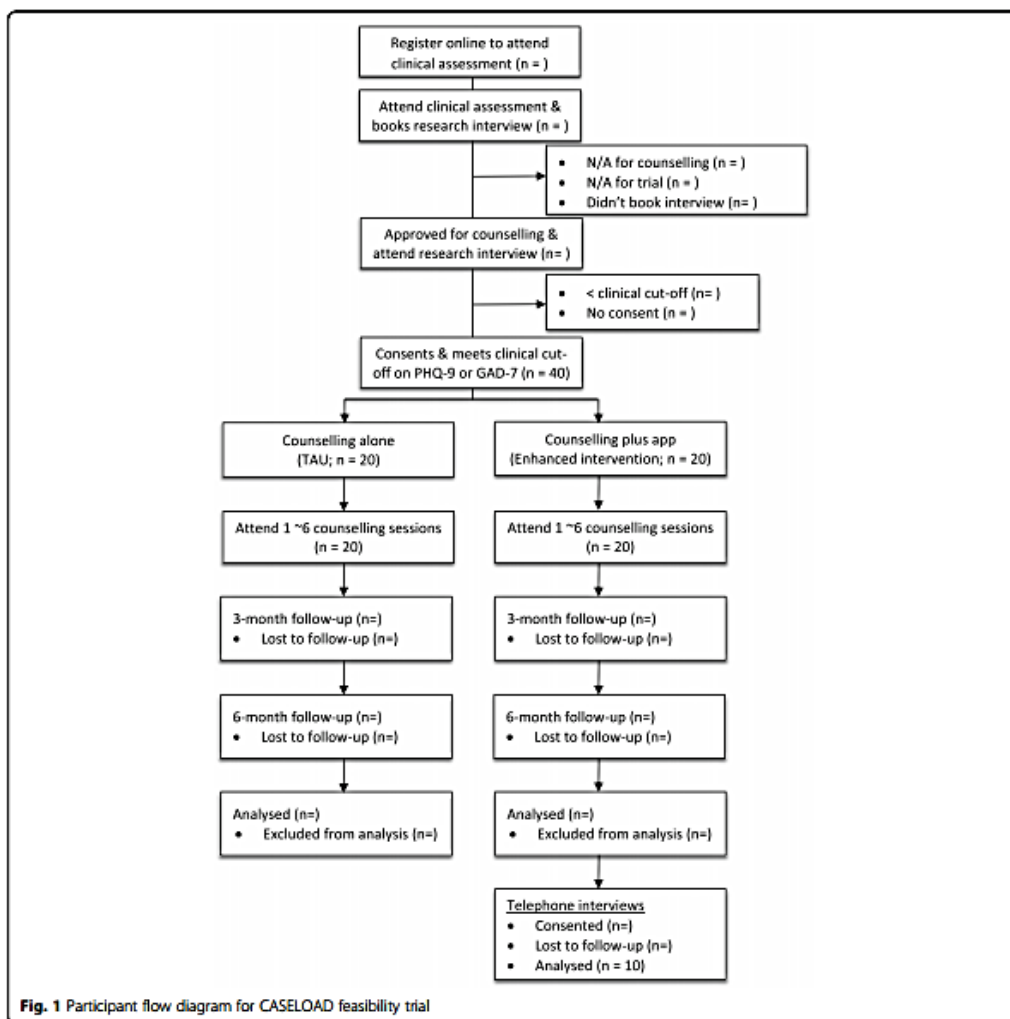 Register online to attend
clinical assessment (n = )
Attend clinical assessment &
books research interview (n = )
• N/A for counselling (n = )
• N/A for trial (n = )
• Didn't book interview (n= )
Approved for counselling &
attend research interview (n= )
• < clinical cut-off (n= )
• No consent (n = )
Consents & meets clinical cut-
off on PHQ-9 or GAD-7 (n = 40)
Counselling alone
(TAU; n = 20)
Counselling plus app
(Enhanced intervention; n = 20)
Attend 1 ~6 counselling sessions
(n = 20)
Attend 1 ~6 counselling sessions
(n = 20)
3-month follow-up (n=)
• Lost to follow-up (n=)
3-month follow-up (n=)
• Lost to follow-up (n=)
6-month follow-up (n=)
• Lost to follow-up (n=)
6-month follow-up (n=)
• Lost to follow-up (n=)
Analysed (n=)
• Excluded from analysis (n=)
Analysed (n=)
• Excluded from analysis (n=)
Telephone interviews
• Consented (n=)
• Lost to follow-up (n=)
• Analysed (n = 10)
Fig. 1 Participant flow diagram for CASELOAD feasibility trial